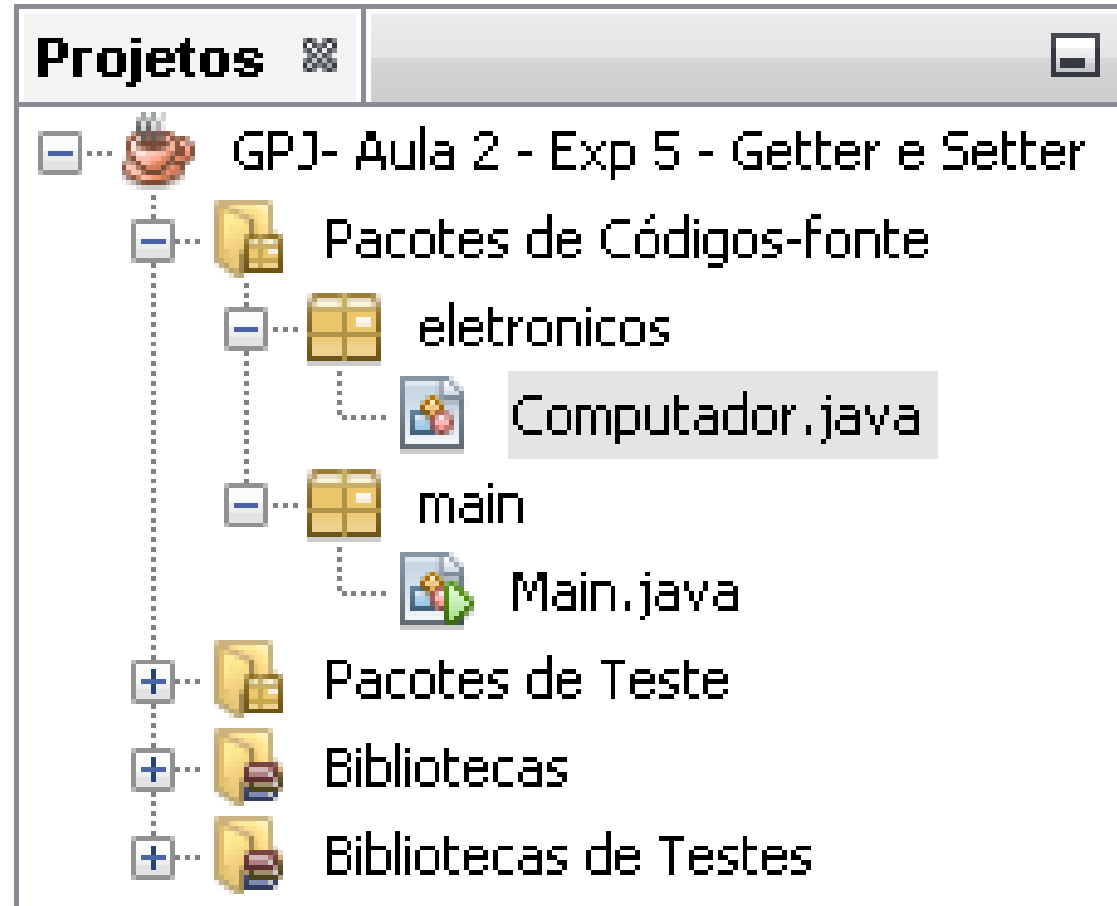 Projetos
GPJ- Aula 2 - Exp 5 - Getter e Setter
Pacotes de Códigos-fonte
eletronicos
Computador.java
main
Main.java
Pacotes de Teste
Bibliotecas
Bibliotecas de Testes